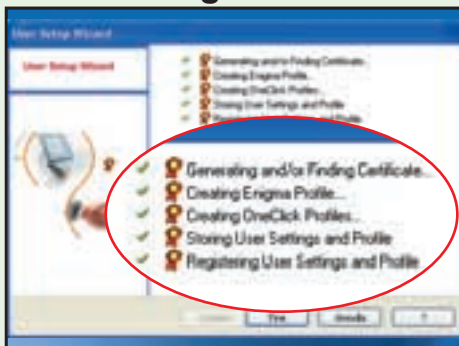 User Setup Wizard
User Setup Wizard
Generating and/or Finding Certificate...
Creating Enigma Profile...
Creating OneClick Profiles...
Storing User Settings and Profile
Generating and/or Finding Certificate...
Creating Enigma Profile...
Creating OneClick Profiles...
Storing User Settings and Profile
Registering User Settings and Profile
Fine Annulla ?